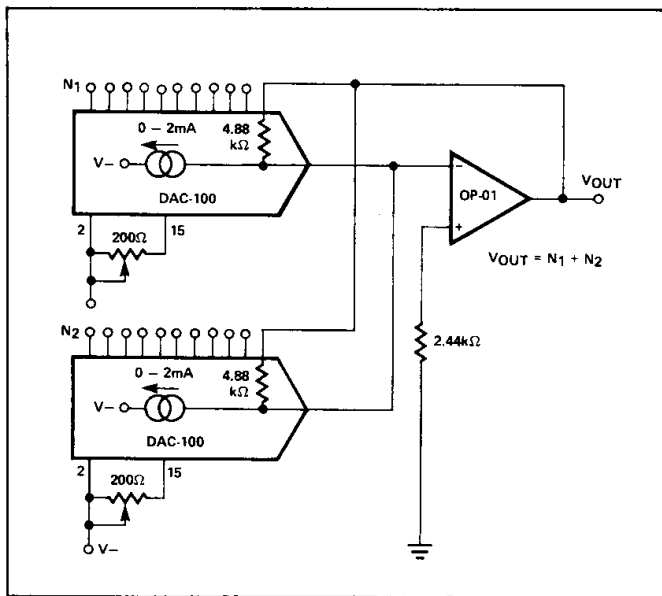 N1
0 – 2mA
4.88
kΩ
V–
DAC-100
2
15
200Ω
N2
0 – 2mA
4.88
kΩ
V–
DAC-100
2
15
200Ω
V–
–
OP-01
+
VOUT
VOUT = N1 + N2
2.44kΩ